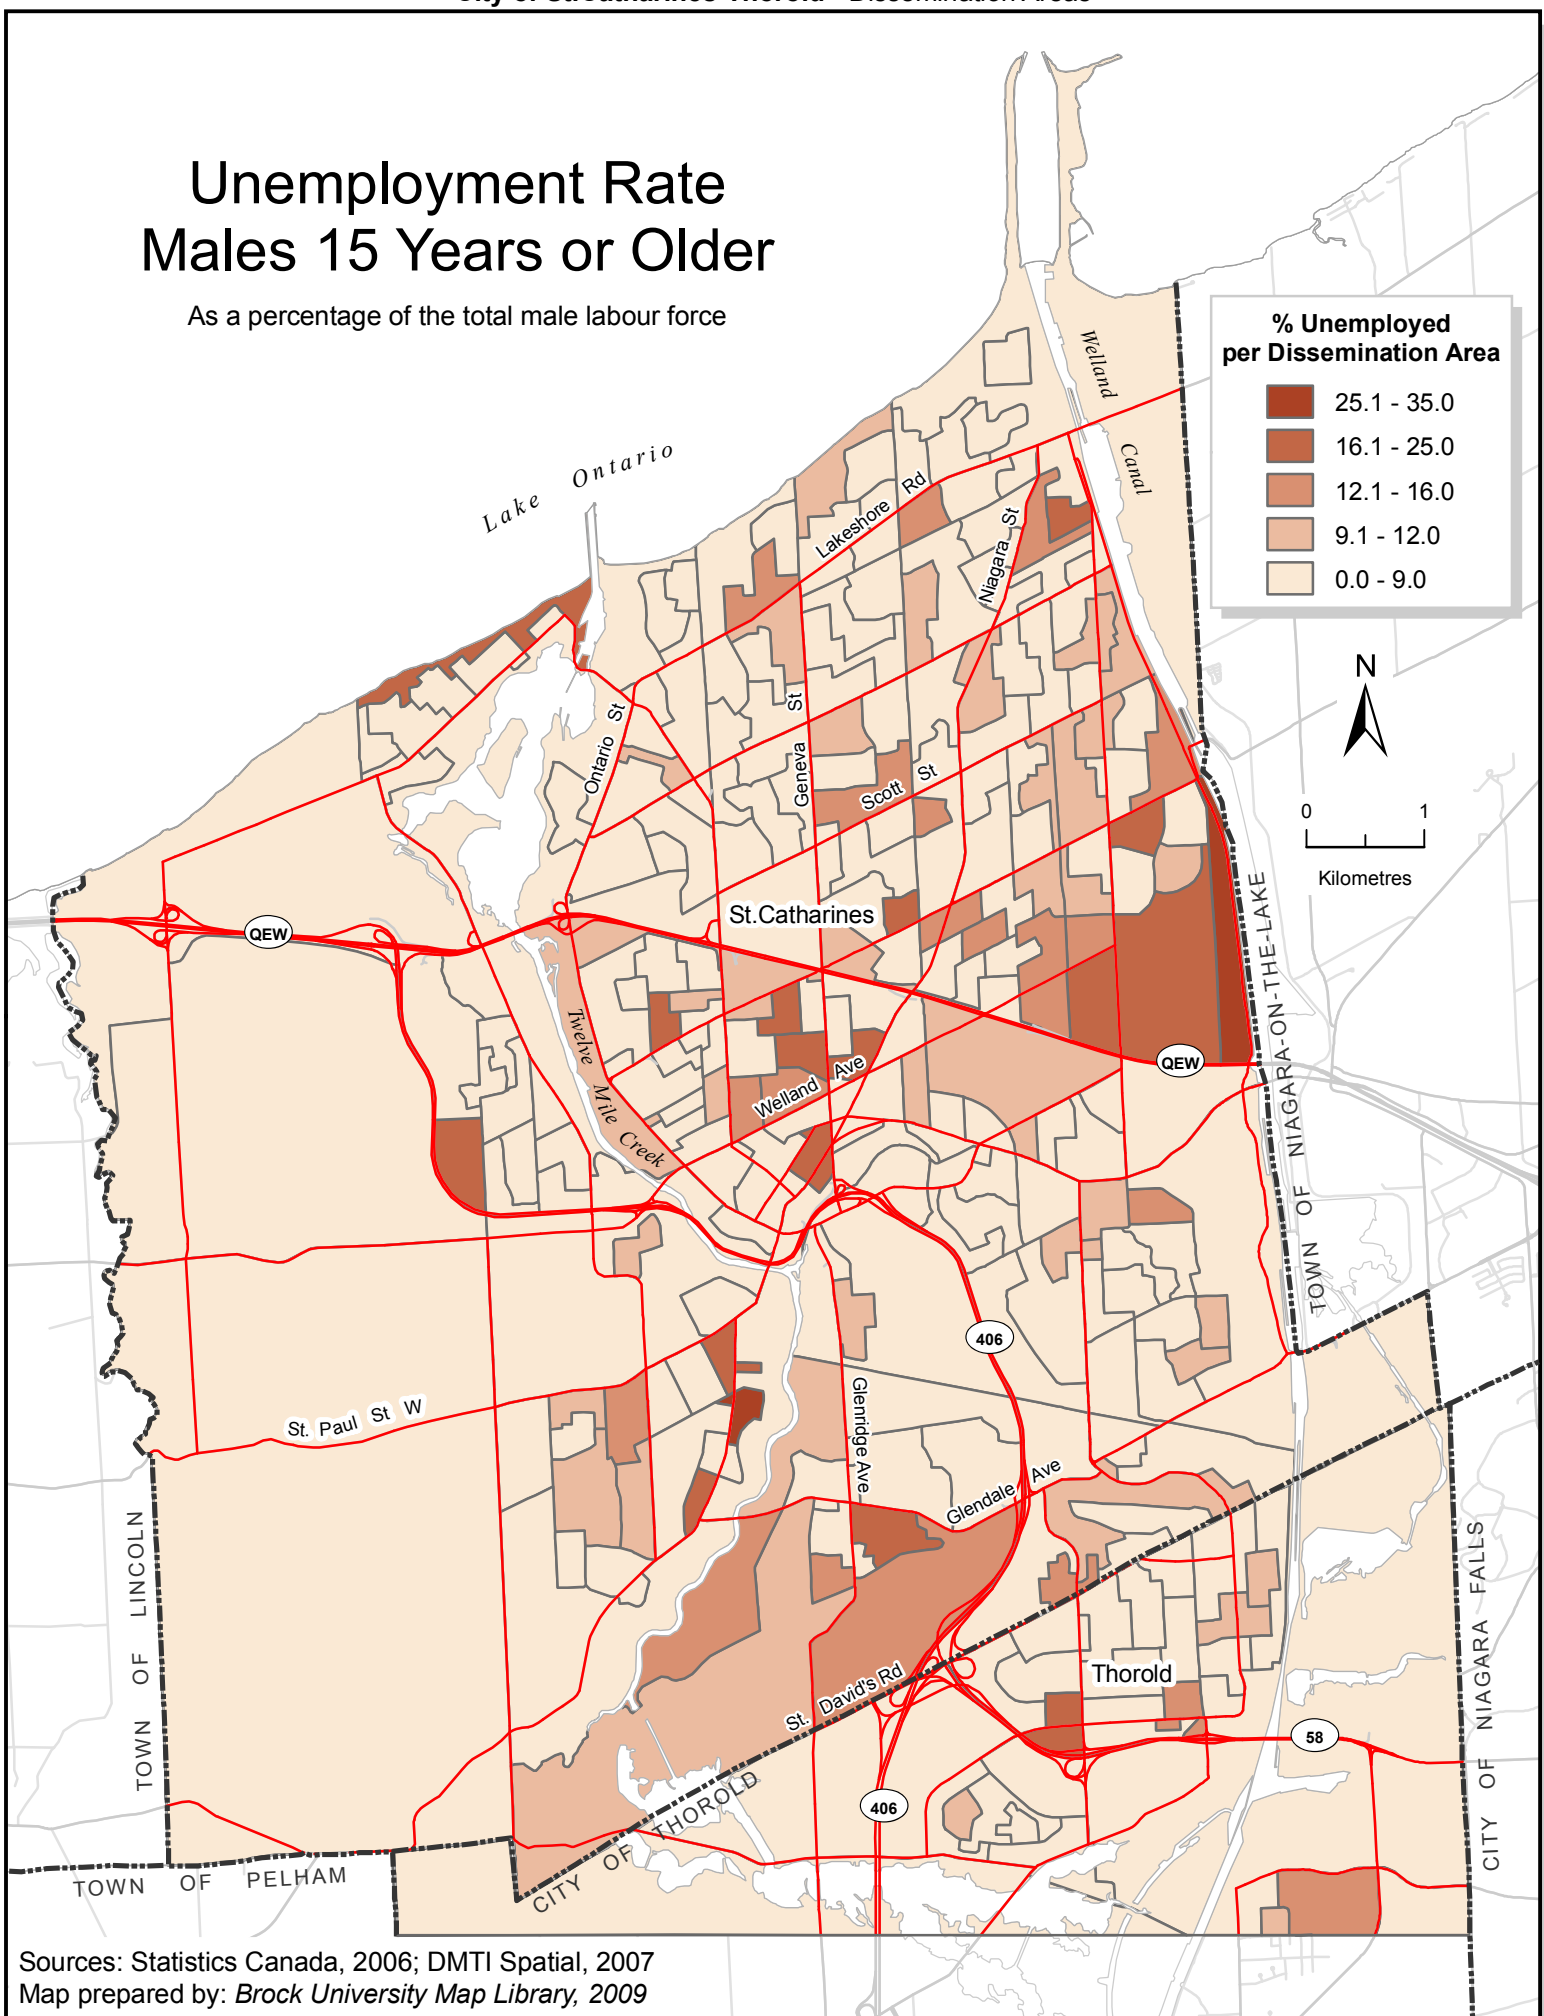 City of St.Catharines-Thorold - Dissemination Areas
Unemployment Rate
Males 15 Years or Older
As a percentage of the total male labour force
% Unemployed
per Dissemination Area
25.1 - 35.0
16.1 - 25.0
12.1 - 16.0
9.1 - 12.0
0.0 - 9.0
N
0 1
Kilometres
Lake Ontario
Welland Canal
Lakeshore Rd
Niagara St
Ontario St
Geneva St
Scott St
St.Catharines
QEW
QEW
Twelve Mile Creek
Welland Ave
TOWN OF NIAGARA-ON-THE-LAKE
406
St. Paul St W
Glenridge Ave
Glendale Ave
TOWN OF LINCOLN
Thorold
St. David's Rd
58
406
CITY OF THOROLD
CITY OF NIAGARA FALLS
TOWN OF PELHAM
Sources: Statistics Canada, 2006; DMTI Spatial, 2007
Map prepared by: Brock University Map Library, 2009